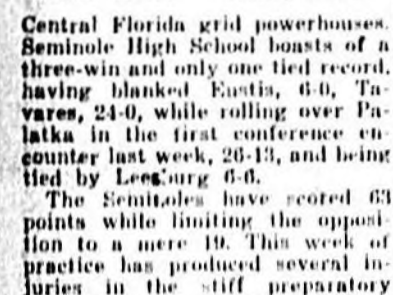 Central Florida grid powerhouses.
Seminole High School boasts of a
three-win and only one tied record,
having blanked Eustis, 6-0, Ta-
vares, 24-0, while rolling over Pa-
latka in the first conference en-
counter last week, 26-13, and being
tied by Leesburg 6-6.
The Seminoles have scored 63
points while limiting the opposi-
tion to a mere 19. This week of
practice has produced several in-
juries in the stiff preparatory